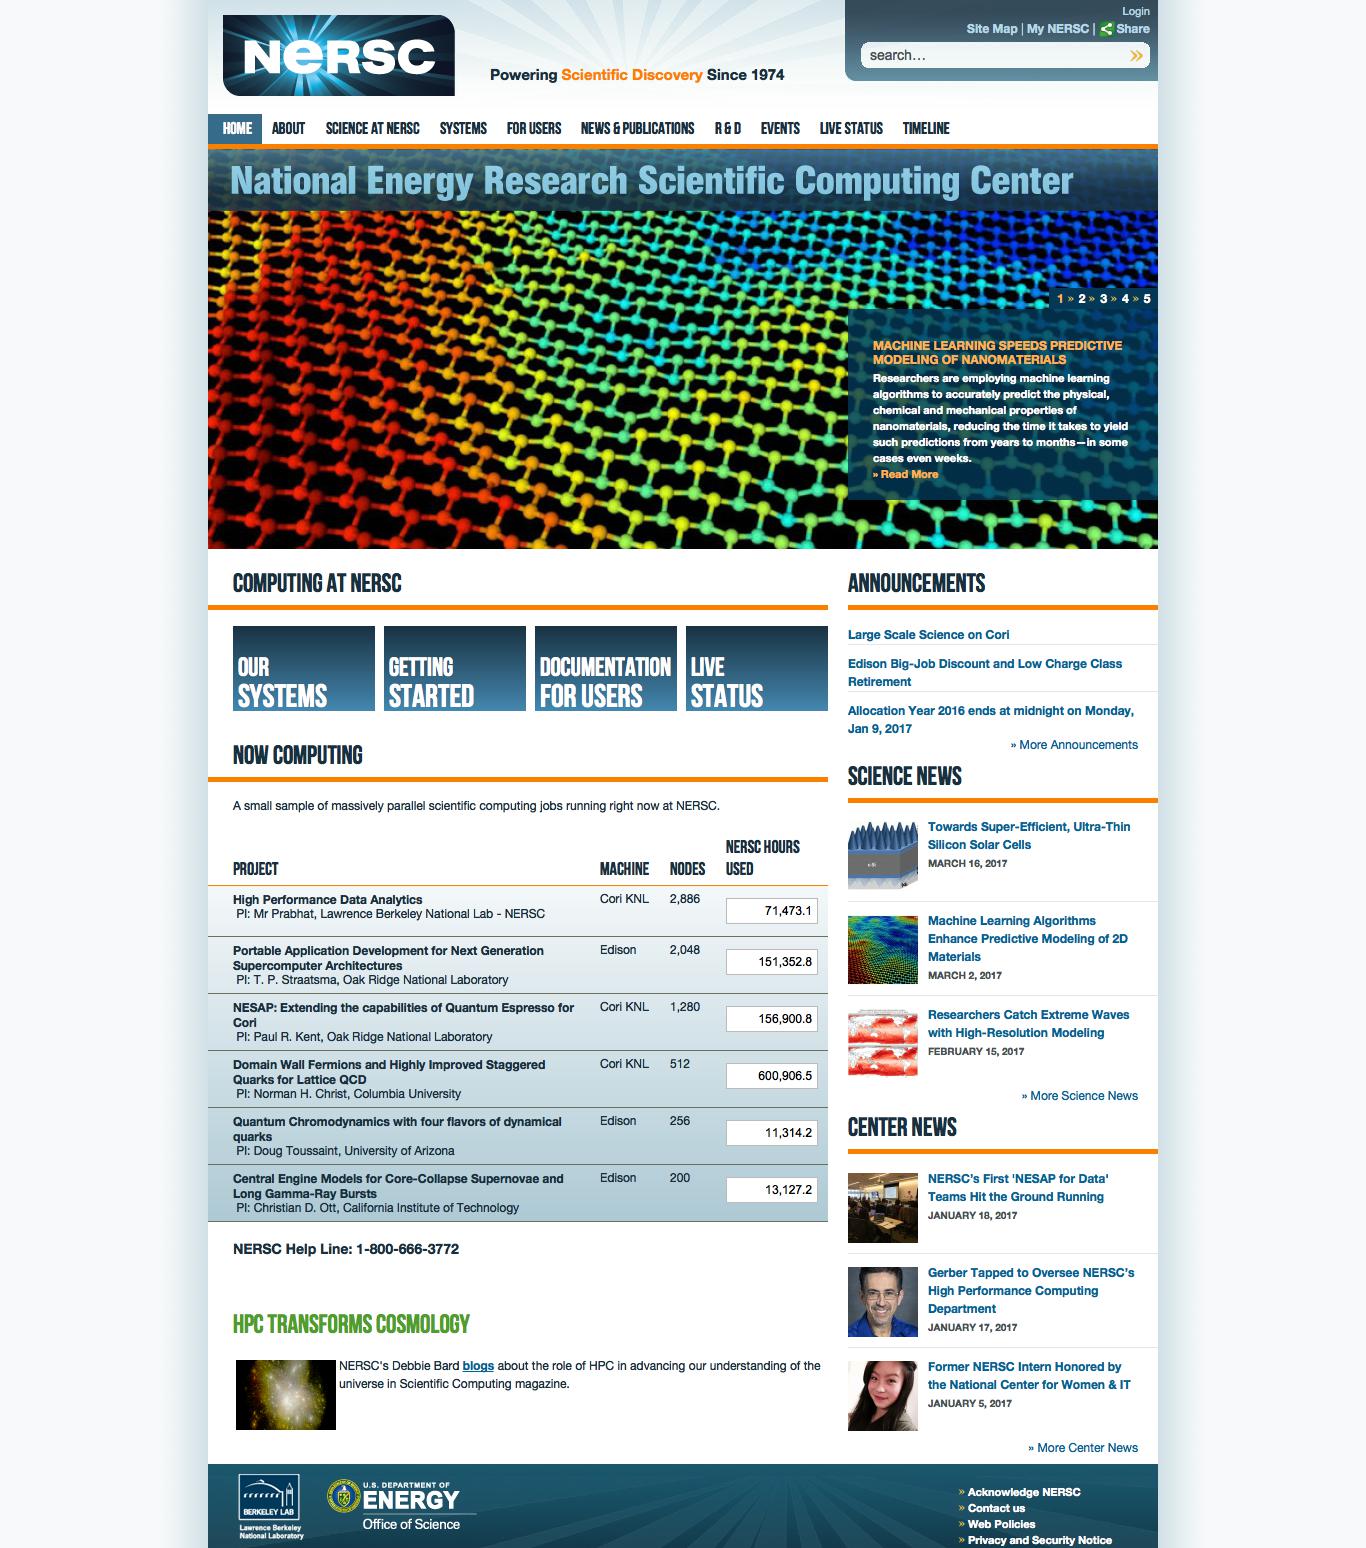 NERSC
Powering Scientific Discovery Since 1974
Login
Site Map | My NERSC | Share
search...
HOME ABOUT SCIENCE AT NERSC SYSTEMS FOR USERS NEWS & PUBLICATIONS R & D EVENTS LIVE STATUS TIMELINE
National Energy Research Scientific Computing Center
1 » 2 » 3 » 4 » 5
MACHINE LEARNING SPEEDS PREDICTIVE
MODELING OF NANOMATERIALS
Researchers are employing machine learning
algorithms to accurately predict the physical,
chemical and mechanical properties of
nanomaterials, reducing the time it takes to yield
such predictions from years to months—in some
cases even weeks.
» Read More
COMPUTING AT NERSC
OUR
SYSTEMS
GETTING
STARTED
DOCUMENTATION
FOR USERS
LIVE
STATUS
NOW COMPUTING
A small sample of massively parallel scientific computing jobs running right now at NERSC.
PROJECT MACHINE NODES NERSC HOURS
USED
High Performance Data Analytics Cori KNL 2,886 71,473.1
PI: Mr Prabhat, Lawrence Berkeley National Lab - NERSC
Portable Application Development for Next Generation Edison 2,048 151,352.8
Supercomputer Architectures
PI: T. P. Straatsma, Oak Ridge National Laboratory
NESAP: Extending the capabilities of Quantum Espresso for Cori KNL 1,280 156,900.8
Cori
PI: Paul R. Kent, Oak Ridge National Laboratory
Domain Wall Fermions and Highly Improved Staggered Cori KNL 512 600,906.5
Quarks for Lattice QCD
PI: Norman H. Christ, Columbia University
Quantum Chromodynamics with four flavors of dynamical Edison 256 11,314.2
quarks
PI: Doug Toussaint, University of Arizona
Central Engine Models for Core-Collapse Supernovae and Edison 200 13,127.2
Long Gamma-Ray Bursts
PI: Christian D. Ott, California Institute of Technology
NERSC Help Line: 1-800-666-3772
HPC TRANSFORMS COSMOLOGY
NERSC's Debbie Bard blogs about the role of HPC in advancing our understanding of the
universe in Scientific Computing magazine.
ANNOUNCEMENTS
Large Scale Science on Cori
Edison Big-Job Discount and Low Charge Class
Retirement
Allocation Year 2016 ends at midnight on Monday,
Jan 9, 2017
» More Announcements
SCIENCE NEWS
Towards Super-Efficient, Ultra-Thin
Silicon Solar Cells
MARCH 16, 2017
Machine Learning Algorithms
Enhance Predictive Modeling of 2D
Materials
MARCH 2, 2017
Researchers Catch Extreme Waves
with High-Resolution Modeling
FEBRUARY 15, 2017
» More Science News
CENTER NEWS
NERSC's First 'NESAP for Data'
Teams Hit the Ground Running
JANUARY 18, 2017
Gerber Tapped to Oversee NERSC's
High Performance Computing
Department
JANUARY 17, 2017
Former NERSC Intern Honored by
the National Center for Women & IT
JANUARY 5, 2017
» More Center News
BERKELEY LAB
Lawrence Berkeley
National Laboratory
U.S. DEPARTMENT OF
ENERGY
Office of Science
» Acknowledge NERSC
» Contact us
» Web Policies
» Privacy and Security Notice